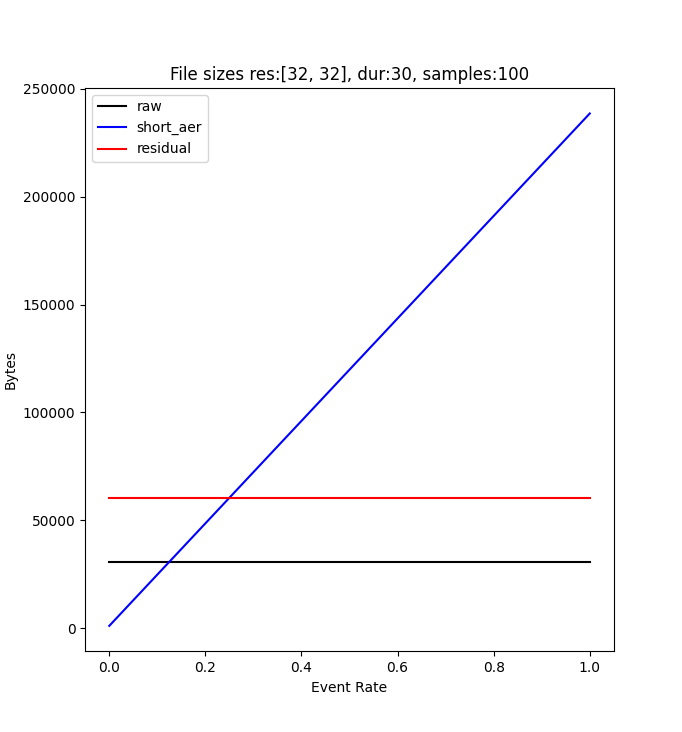 File sizes res:[32, 32], dur:30, samples:100
raw
short_aer
residual
250000
200000
150000
100000
50000
0
Bytes
0.0 0.2 0.4 0.6 0.8 1.0
Event Rate